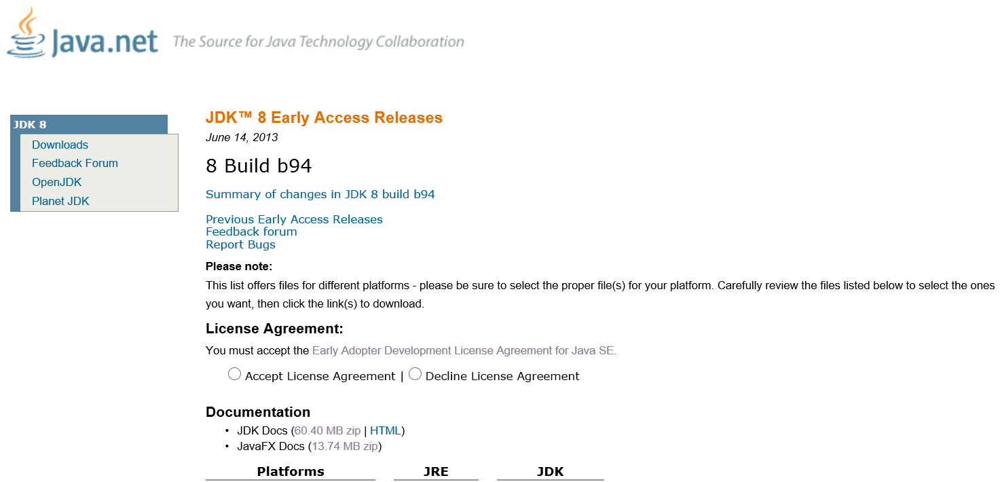 Java.net The Source for Java Technology Collaboration
JDK 8
Downloads
Feedback Forum
OpenJDK
Planet JDK
JDK™ 8 Early Access Releases
June 14, 2013
8 Build b94
Summary of changes in JDK 8 build b94
Previous Early Access Releases
Feedback forum
Report Bugs
Please note:
This list offers files for different platforms - please be sure to select the proper file(s) for your platform. Carefully review the files listed below to select the ones
you want, then click the link(s) to download.
License Agreement:
You must accept the Early Adopter Development License Agreement for Java SE.
Accept License Agreement | Decline License Agreement
Documentation
• JDK Docs (60.40 MB zip | HTML)
• JavaFX Docs (13.74 MB zip)
Platforms JRE JDK